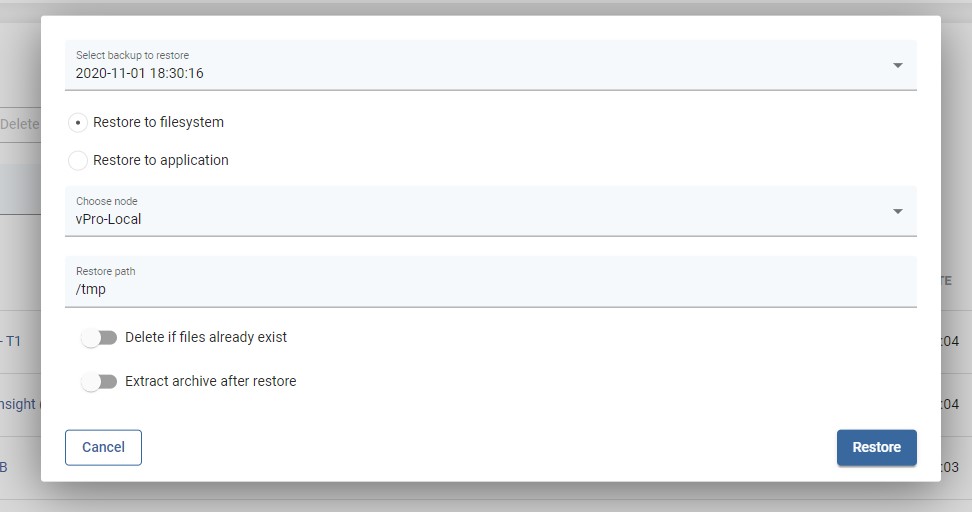 Select backup to restore
2020-11-01 18:30:16
Delete
Restore to filesystem
Restore to application
Choose node
vPro-Local
Restore path
/tmp
TE
Delete if files already exist
- T1
:04
Extract archive after restore
nsight (
:04
Cancel
Restore
B
:03